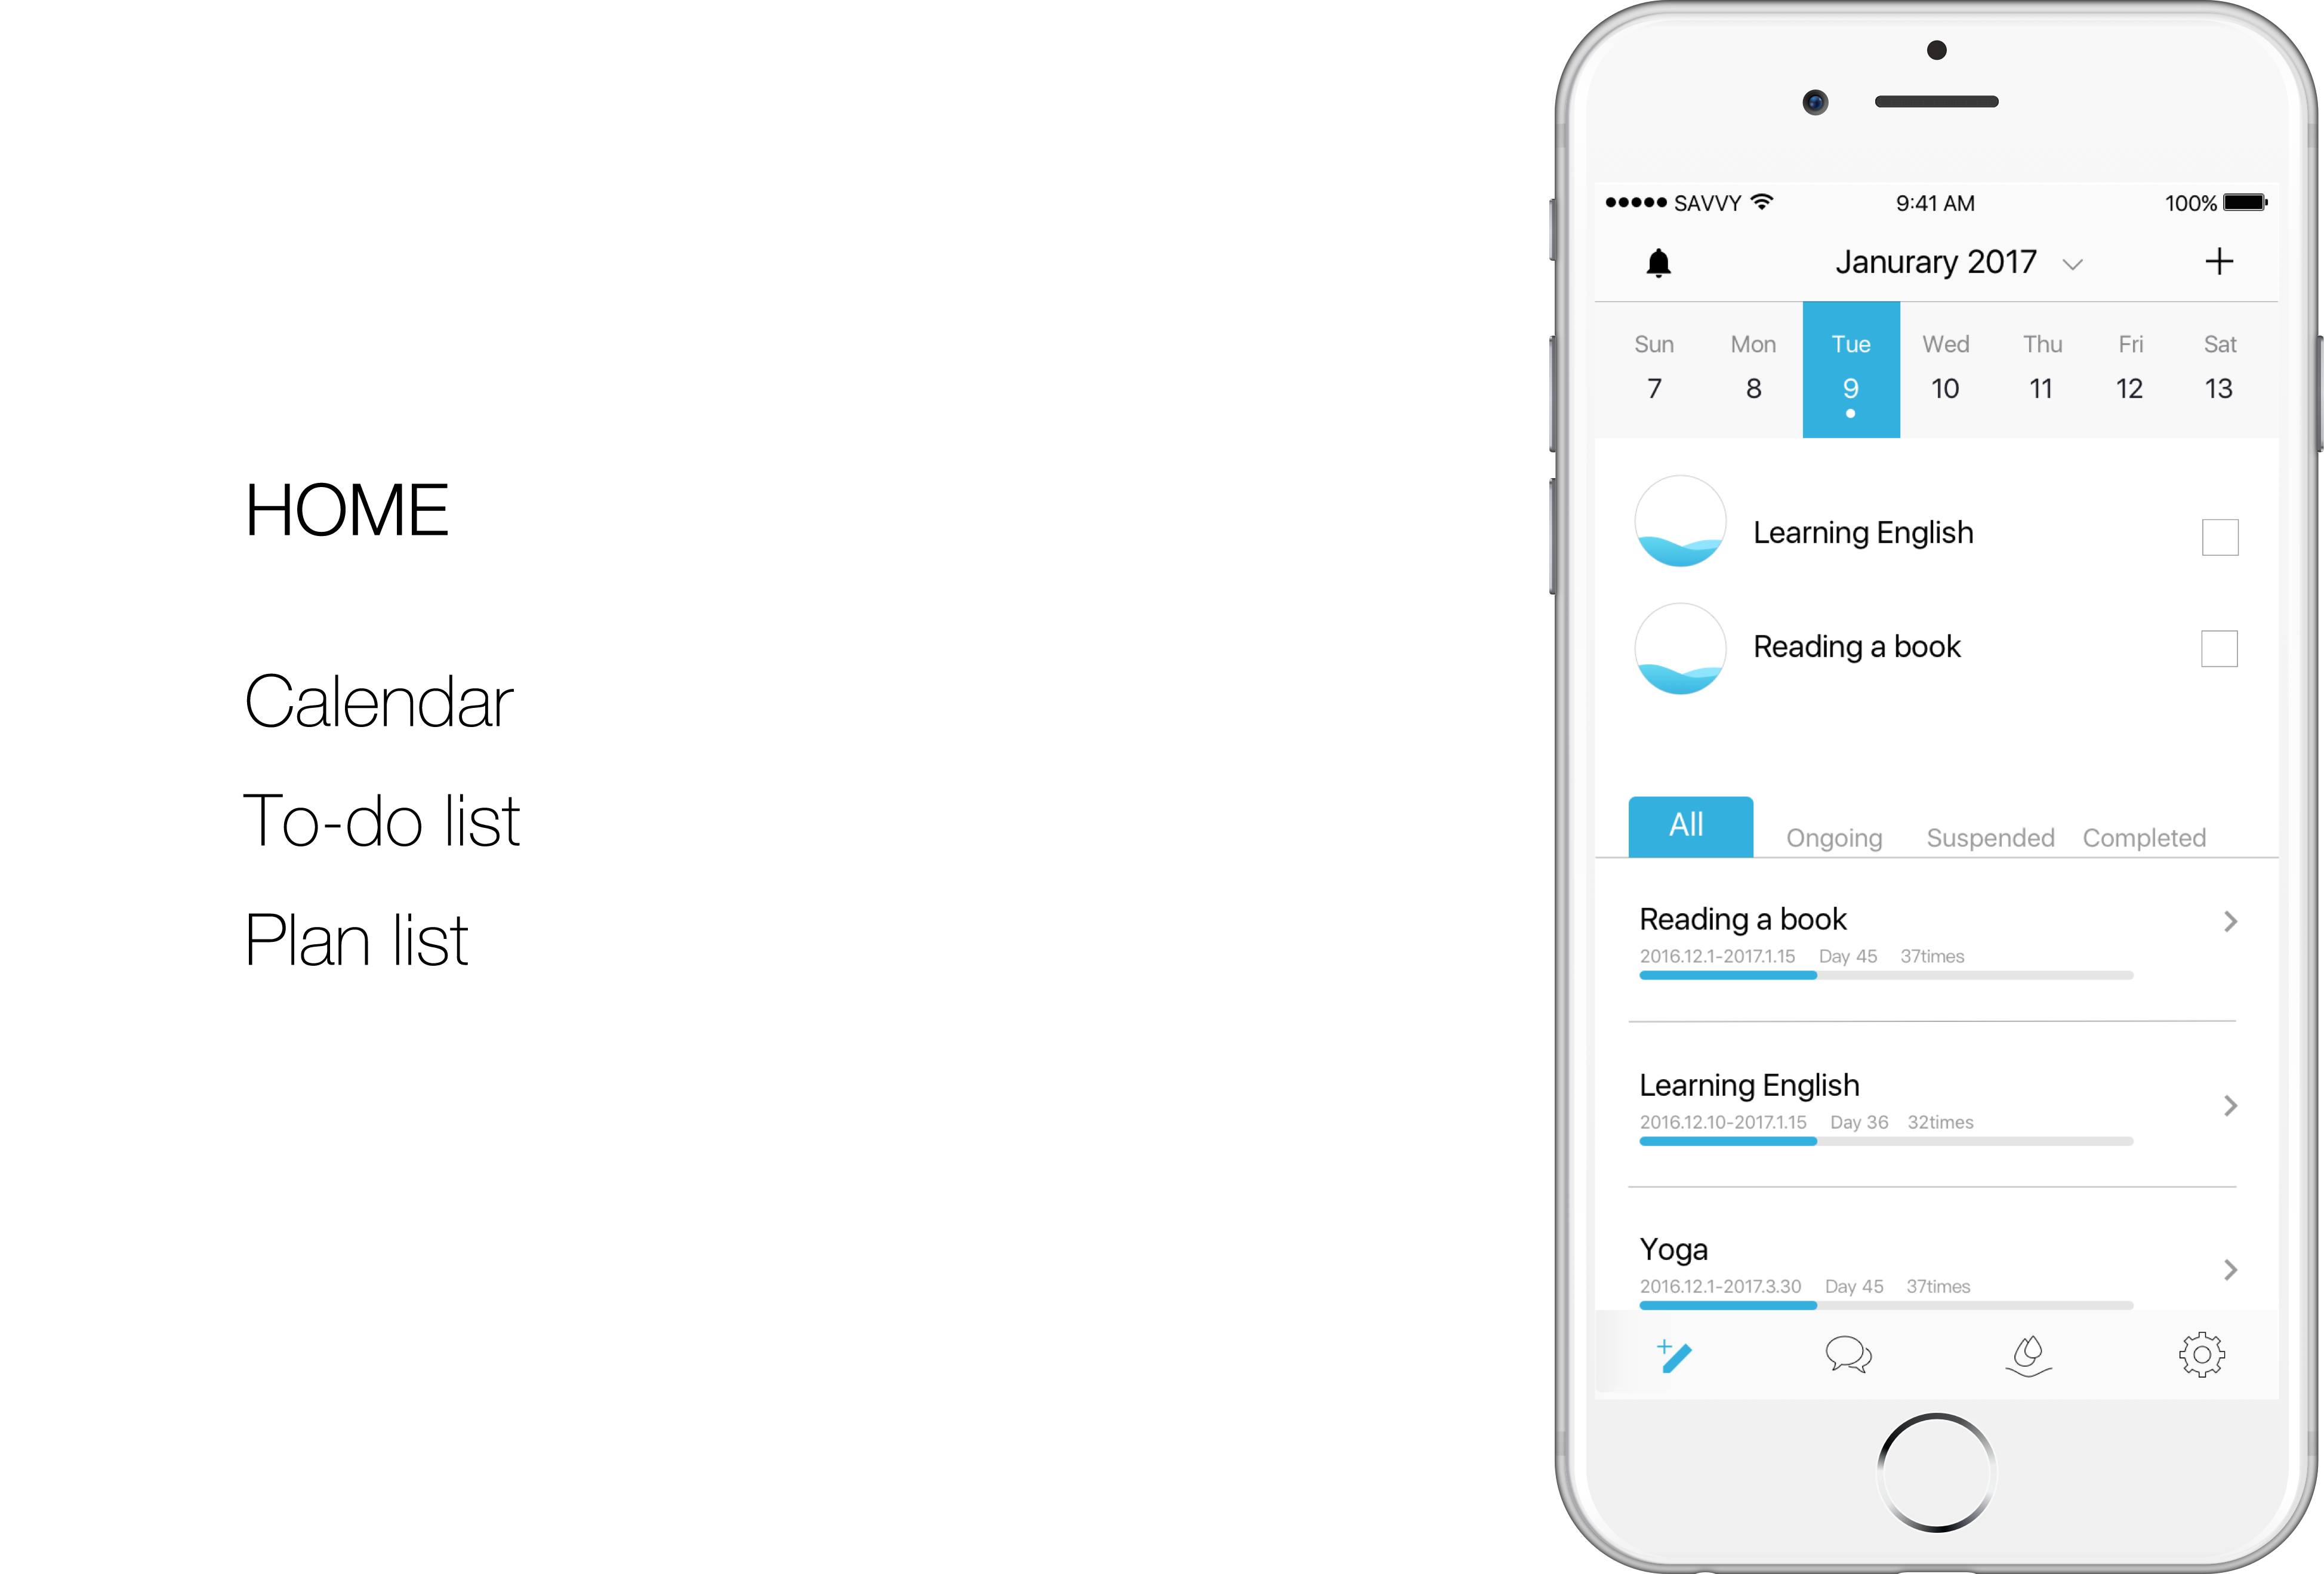 HOME
Calendar
To-do list
Plan list
SAVVY 9:41 AM 100%
Janurary 2017
Sun Mon Tue Wed Thu Fri Sat
7 8 9 10 11 12 13
Learning English
Reading a book
All Ongoing Suspended Completed
Reading a book
2016.12.1-2017.1.15 Day 45 37times
Learning English
2016.12.10-2017.1.15 Day 36 32times
Yoga
2016.12.1-2017.3.30 Day 45 37times